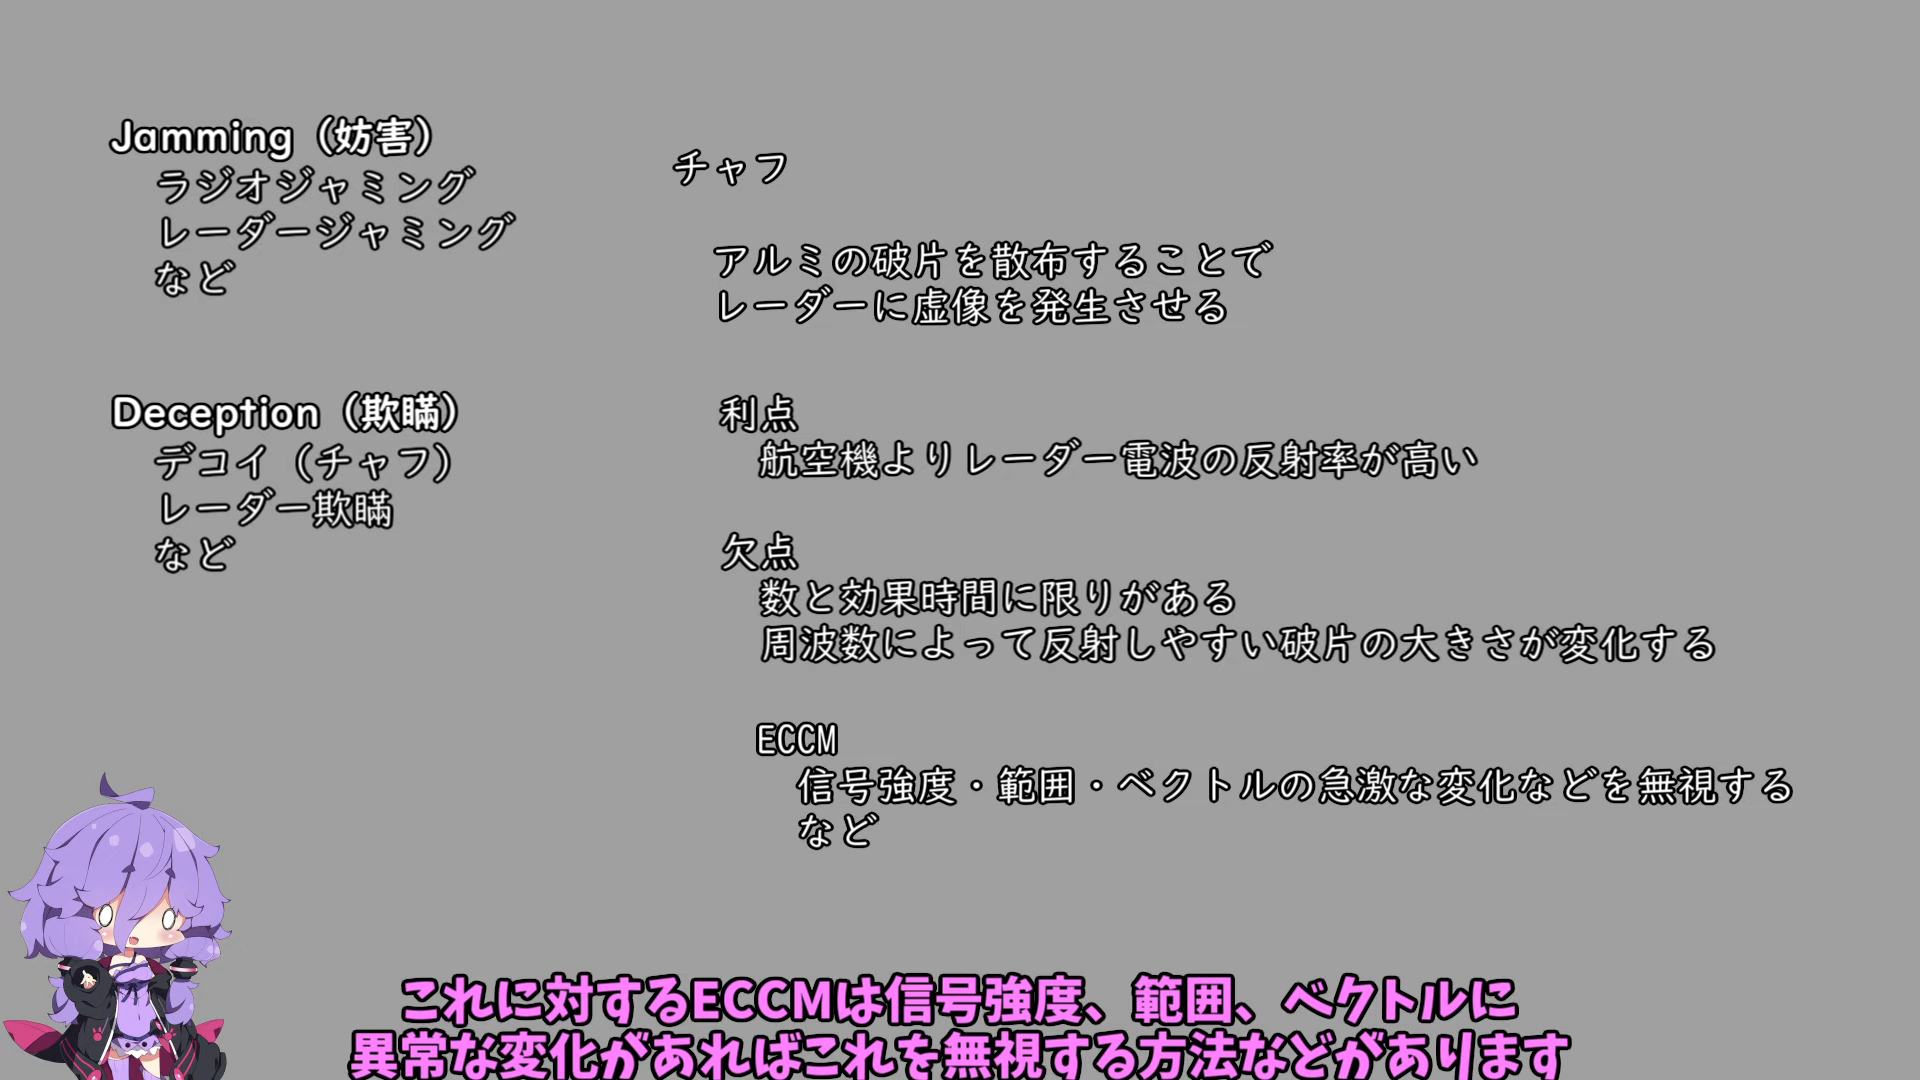 Jamming（妨害）
ラジオジャミング
レーダージャミング
など
Deception（欺瞞）
デコイ（チャフ）
レーダー欺瞞
など
チャフ
アルミの破片を散布することで
レーダーに虚像を発生させる
利点
航空機よりレーダー電波の反射率が高い
欠点
数と効果時間に限りがある
周波数によって反射しやすい破片の大きさが変化する
ECCM
信号強度・範囲・ベクトルの急激な変化などを無視する
など
これに対するECCMは信号強度、範囲、ベクトルに
異常な変化があればこれを無視する方法などがあります